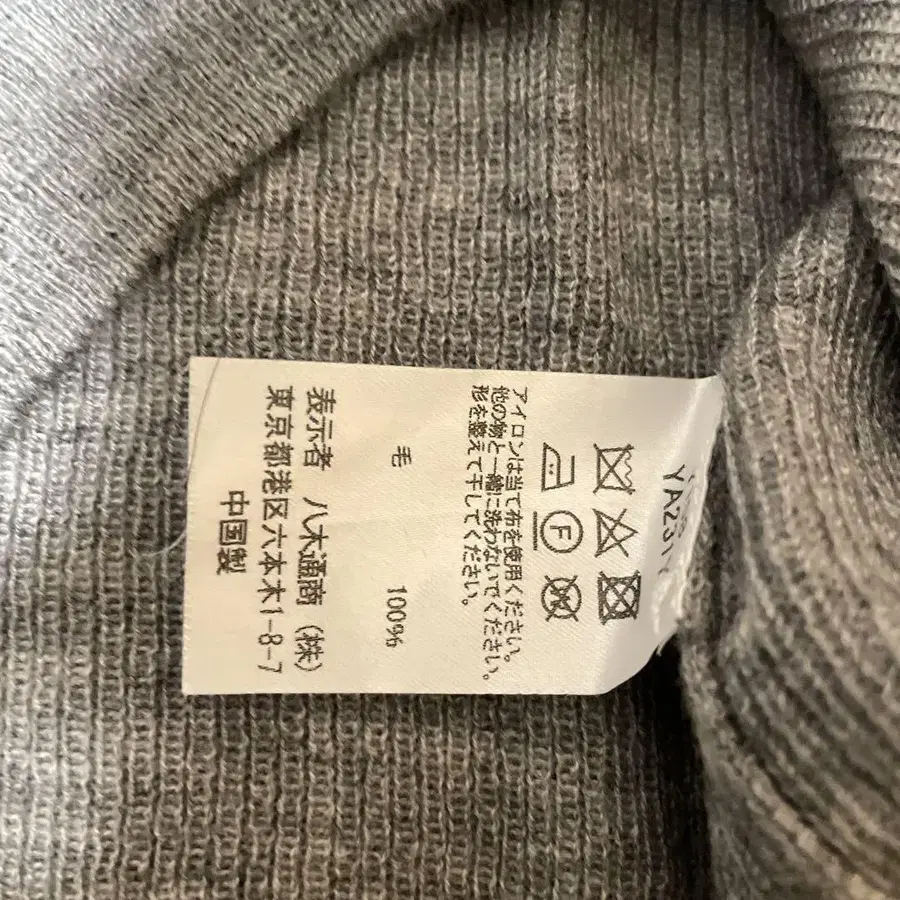 アイロンは当て布を使用ください。
他の物と一緒に洗わないでください。
形を整えて干してください。
毛 100%
表示者 八木通商（株）
東京都港区六本木1-8-7
中国製